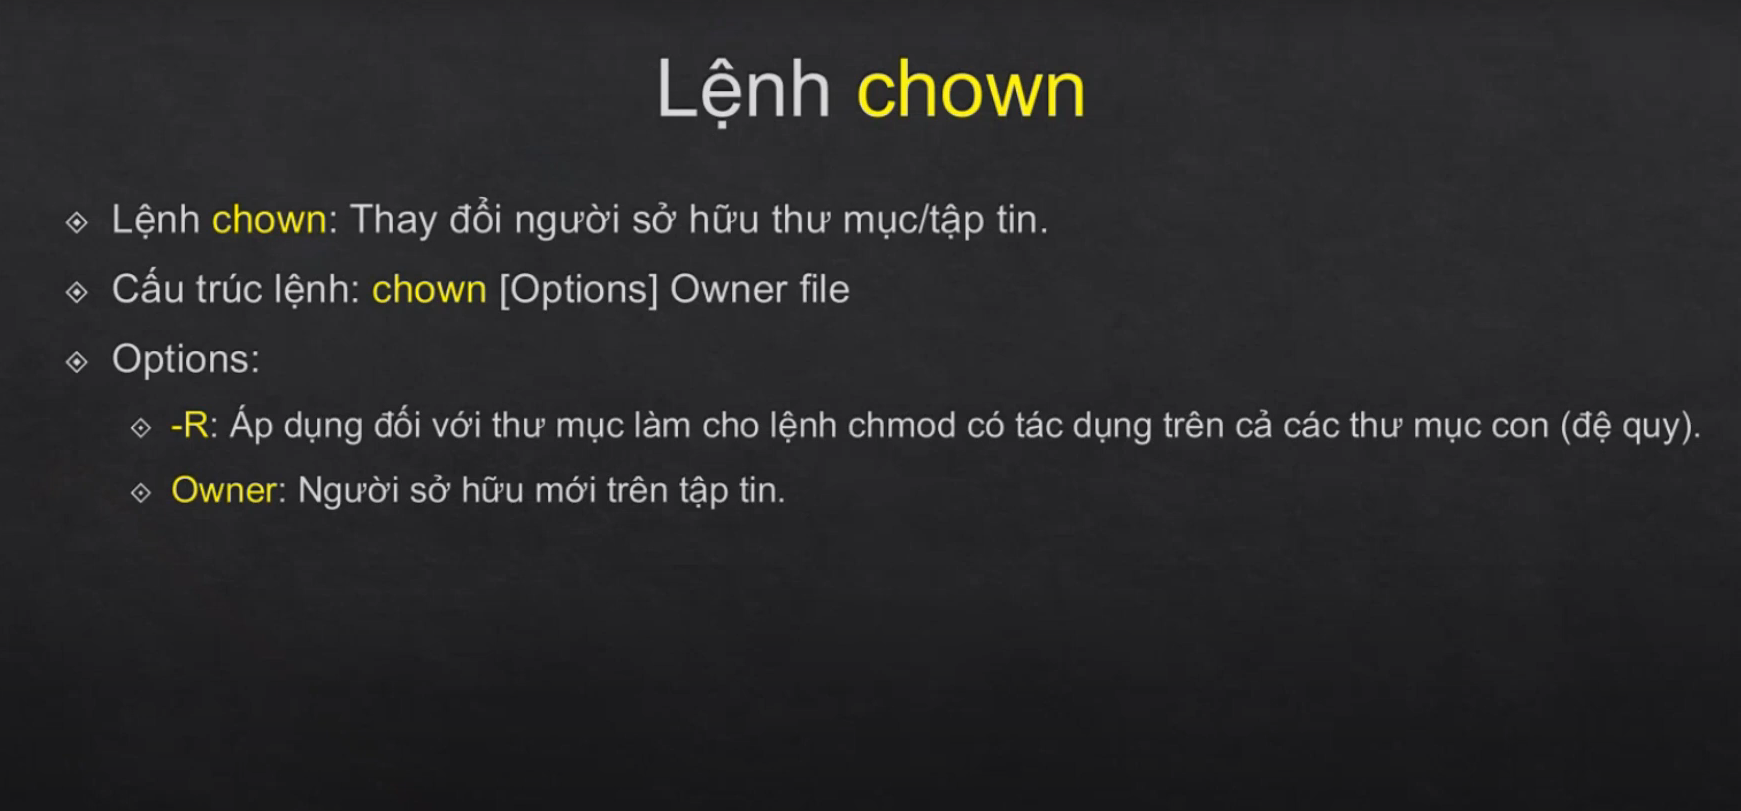 Lệnh chown
Lệnh chown: Thay đổi người sở hữu thư mục/tập tin.
Cấu trúc lệnh: chown [Options] Owner file
Options:
-R: Áp dụng đối với thư mục làm cho lệnh chmod có tác dụng trên cả các thư mục con (đệ quy).
Owner: Người sở hữu mới trên tập tin.